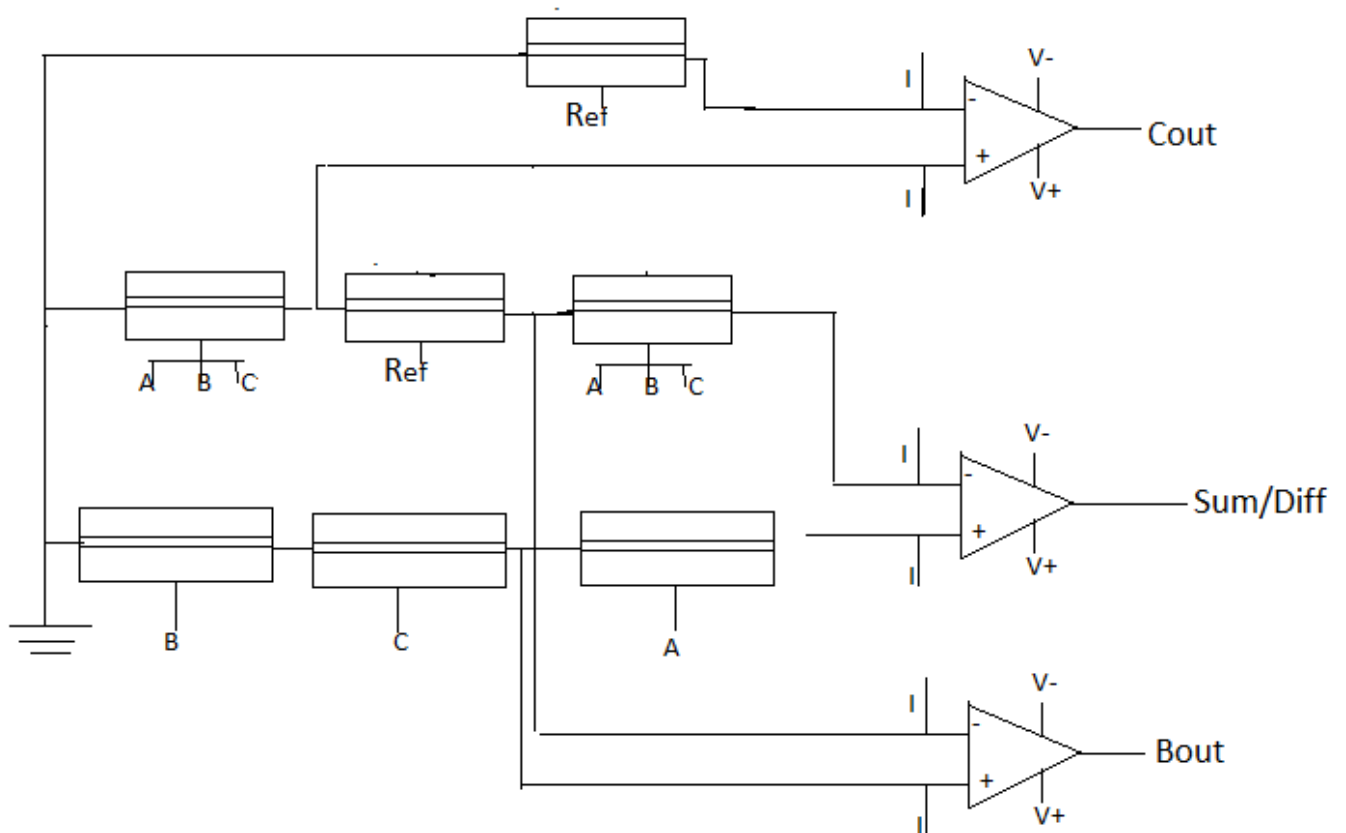 Ref
I
V-
-
+
Cout
I
V+
A B C
Ref
A B C
I
V-
-
+
Sum/Diff
I
V+
B
C
A
I
V-
-
+
Bout
I
V+